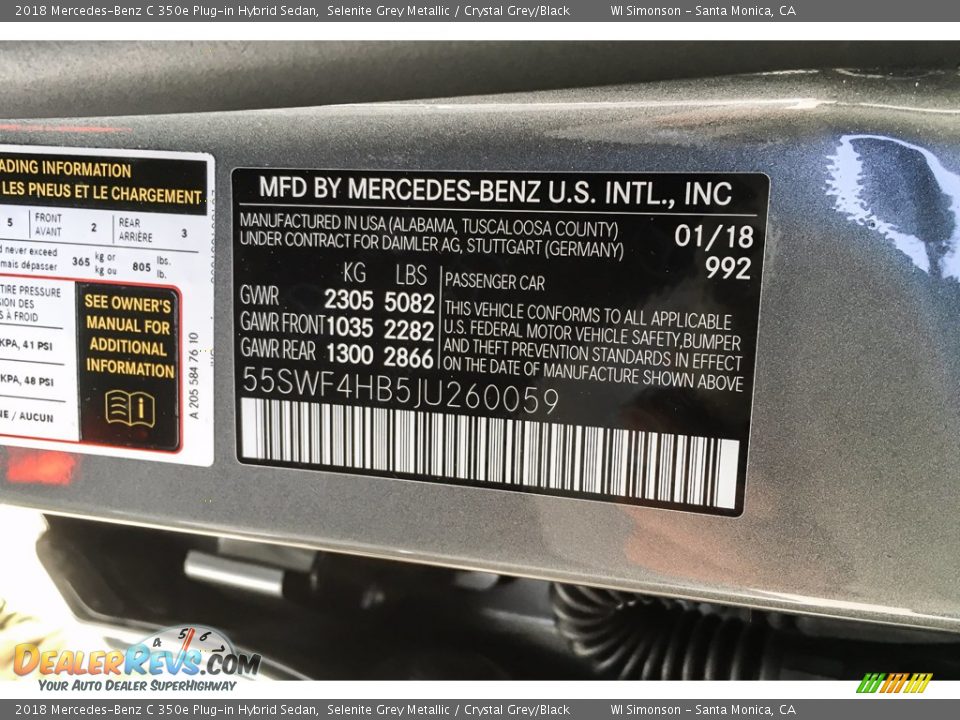 2018 Mercedes-Benz C 350e Plug-in Hybrid Sedan, Selenite Grey Metallic / Crystal Grey/Black WI Simonson - Santa Monica, CA
ADING INFORMATION
LES PNEUS ET LE CHARGEMENT
5 FRONT AVANT 2 REAR ARRIÈRE 3
never exceed
mais dépasser 365 kg or kg ou 805 lbs. lb.
TIRE PRESSURE
SION DES
S À FROID
KPA, 41 PSI
KPA, 48 PSI
NE / AUCUN
SEE OWNER'S
MANUAL FOR
ADDITIONAL
INFORMATION
A 205 584 76 10
MFD BY MERCEDES-BENZ U.S. INTL., INC
MANUFACTURED IN USA (ALABAMA, TUSCALOOSA COUNTY)
UNDER CONTRACT FOR DAIMLER AG, STUTTGART (GERMANY)
01/18
992
KG LBS
GWR 2305 5082
GAWR FRONT 1035 2282
GAWR REAR 1300 2866
PASSENGER CAR
THIS VEHICLE CONFORMS TO ALL APPLICABLE
U.S. FEDERAL MOTOR VEHICLE SAFETY,BUMPER
AND THEFT PREVENTION STANDARDS IN EFFECT
ON THE DATE OF MANUFACTURE SHOWN ABOVE
55SWF4HB5JU260059
4 5 6
DealerRevs.com
Your Auto Dealer SuperHighway
2018 Mercedes-Benz C 350e Plug-in Hybrid Sedan, Selenite Grey Metallic / Crystal Grey/Black WI Simonson - Santa Monica, CA